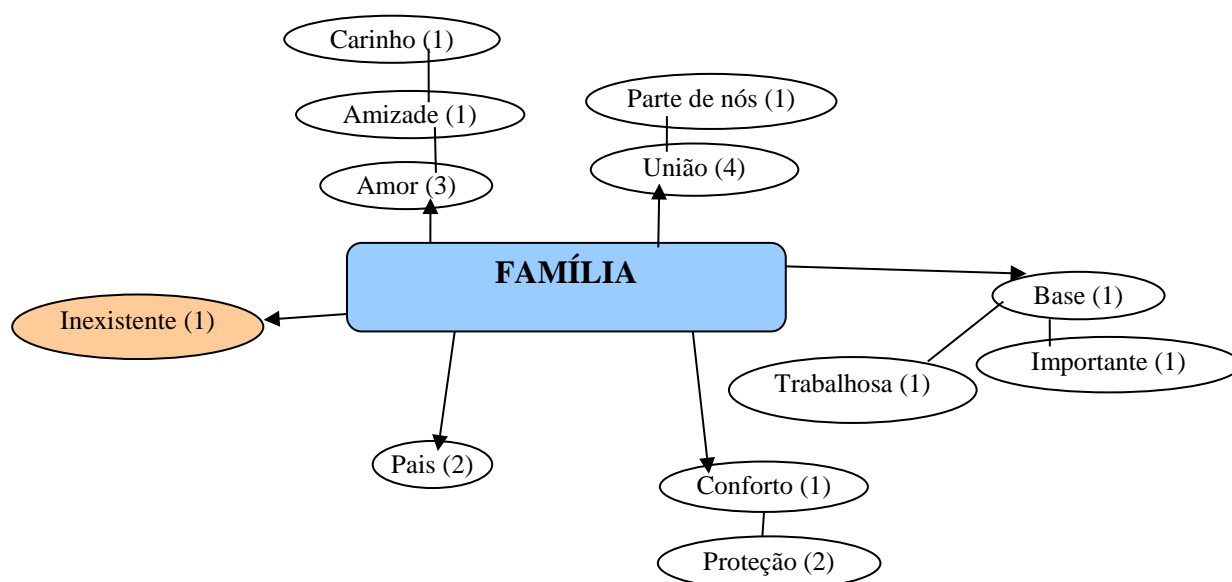 Carinho (1)
Amizade (1)
Parte de nós (1)
Amor (3)
União (4)
FAMÍLIA
Inexistente (1)
Base (1)
Trabalhosa (1)
Importante (1)
Pais (2)
Conforto (1)
Proteção (2)